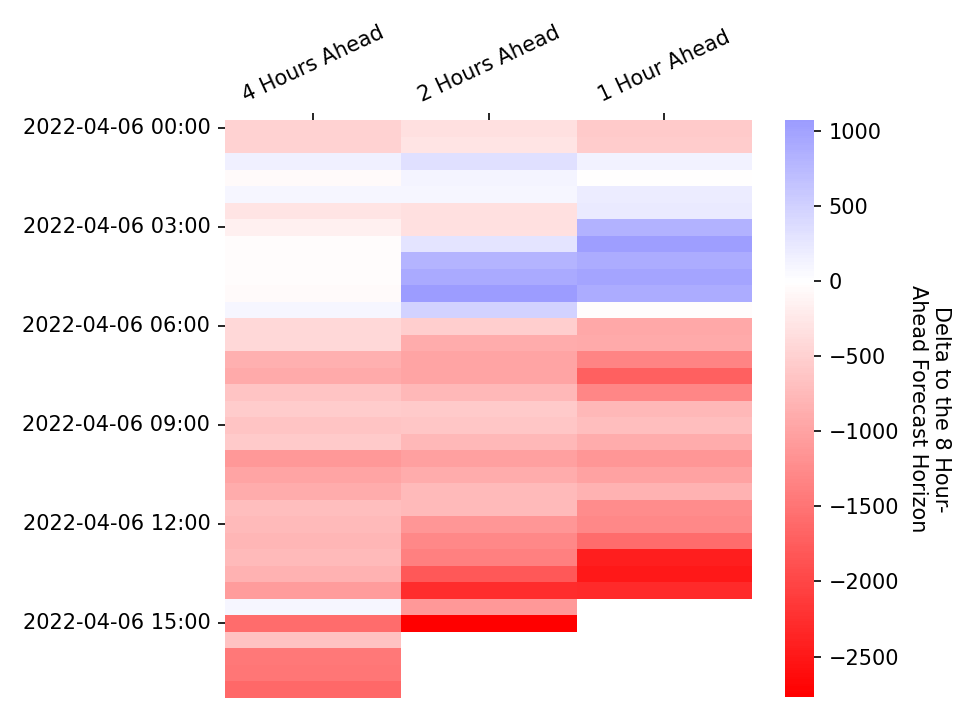 4 Hours Ahead
2 Hours Ahead
1 Hour Ahead
2022-04-06 00:00
2022-04-06 03:00
2022-04-06 06:00
2022-04-06 09:00
2022-04-06 12:00
2022-04-06 15:00
1000
500
0
−500
−1000
−1500
−2000
−2500
Delta to the 8 Hour-
Ahead Forecast Horizon